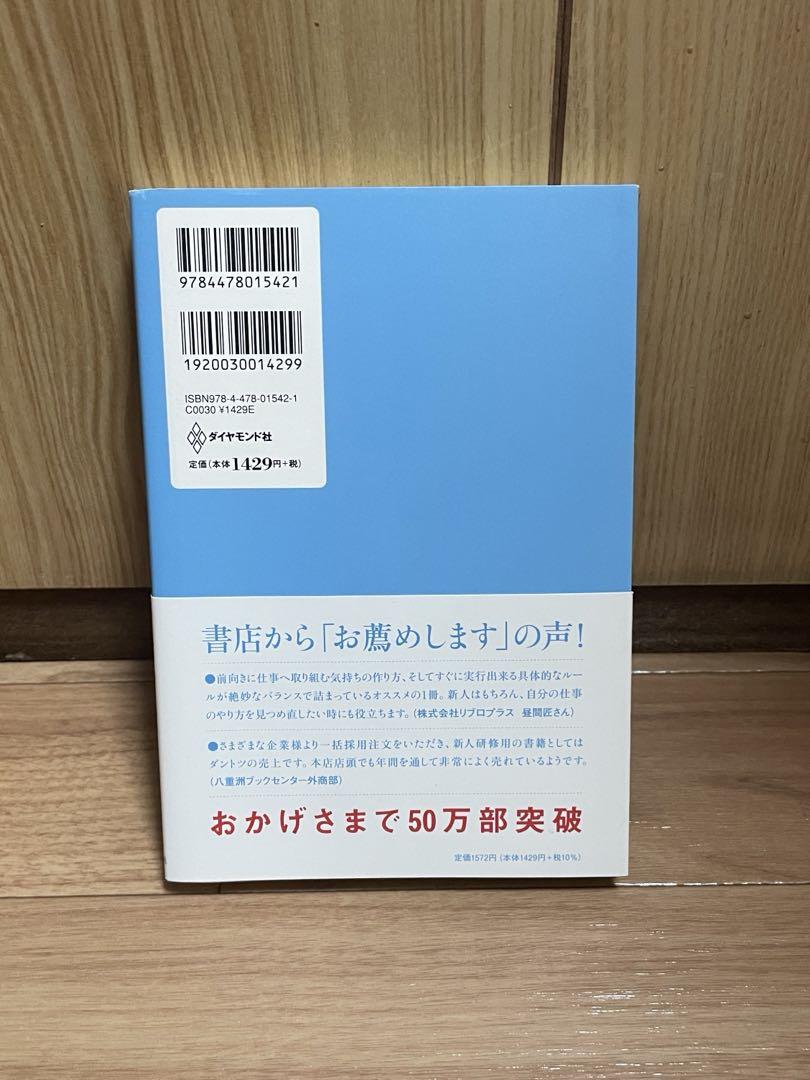 9784478015421
1920030014299
ISBN978-4-478-01542-1
C0030 ¥1429E
ダイヤモンド社
定価(本体1429円+税)
書店から「お薦めします」の声!
●前向きに仕事へ取り組む気持ちの作り方、そしてすぐに実行出来る具体的なルー
ルが絶妙なバランスで詰まっているオススメの1冊。新人はもちろん、自分の仕事
のやり方を見つめ直したい時にも役立ちます。(株式会社リブロプラス 昼間匠さん)
●さまざまな企業様より一括採用注文をいただき、新人研修用の書籍としては
ダントツの売上です。本店店頭でも年間を通して非常によく売れているようです。
(八重洲ブックセンター外商部)
おかげさまで50万部突破
定価1572円(本体1429円+税10%)